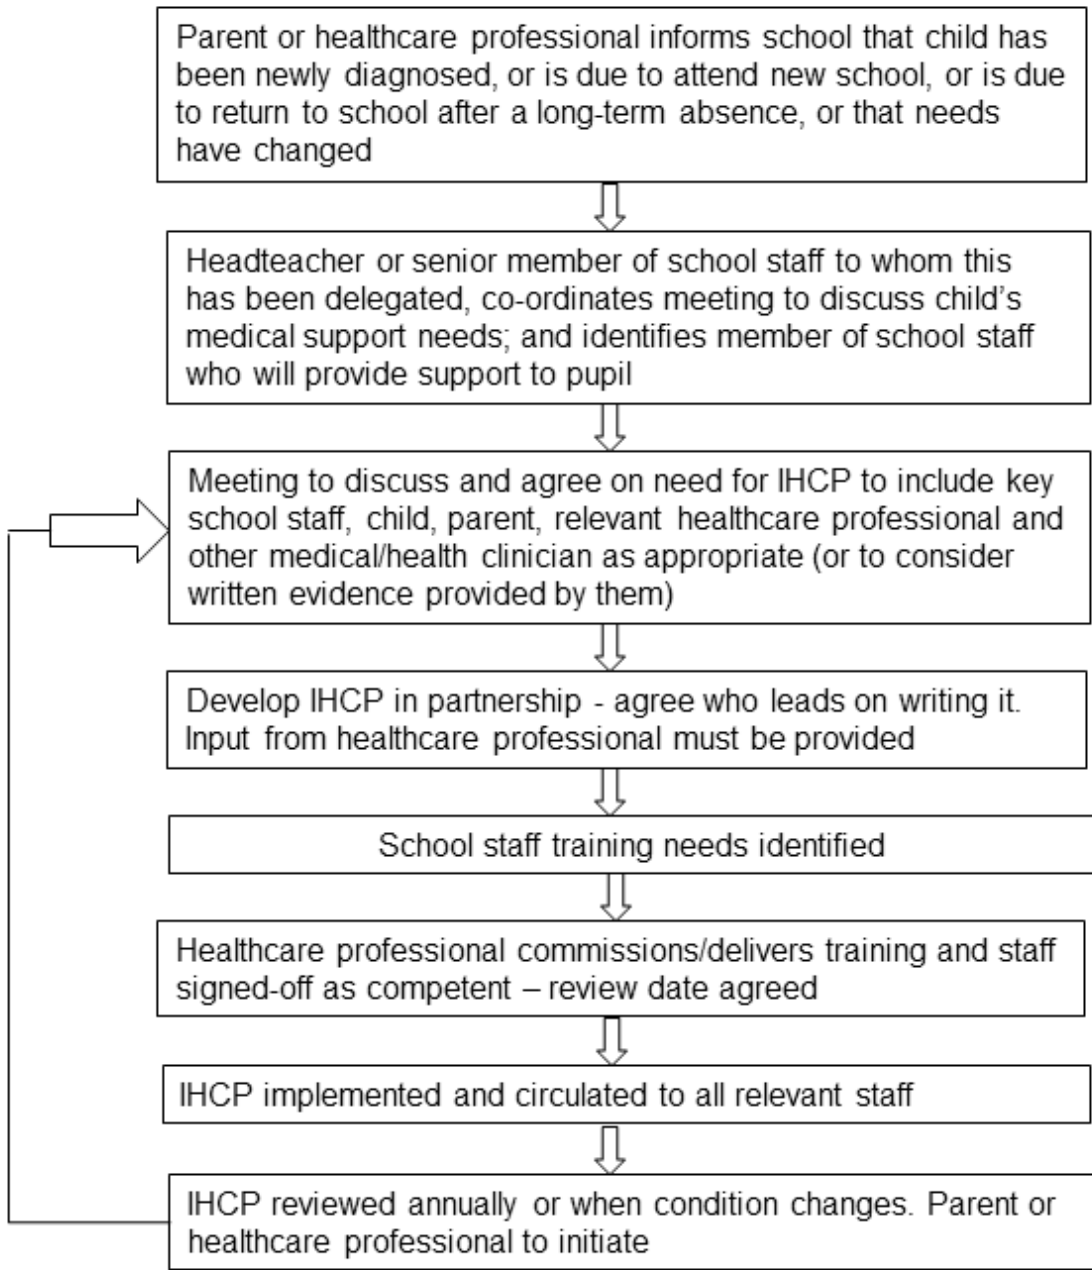 Parent or healthcare professional informs school that child has
been newly diagnosed, or is due to attend new school, or is due
to return to school after a long-term absence, or that needs
have changed
Headteacher or senior member of school staff to whom this
has been delegated, co-ordinates meeting to discuss child’s
medical support needs; and identifies member of school staff
who will provide support to pupil
Meeting to discuss and agree on need for IHCP to include key
school staff, child, parent, relevant healthcare professional and
other medical/health clinician as appropriate (or to consider
written evidence provided by them)
Develop IHCP in partnership - agree who leads on writing it.
Input from healthcare professional must be provided
School staff training needs identified
Healthcare professional commissions/delivers training and staff
signed-off as competent – review date agreed
IHCP implemented and circulated to all relevant staff
IHCP reviewed annually or when condition changes. Parent or
healthcare professional to initiate